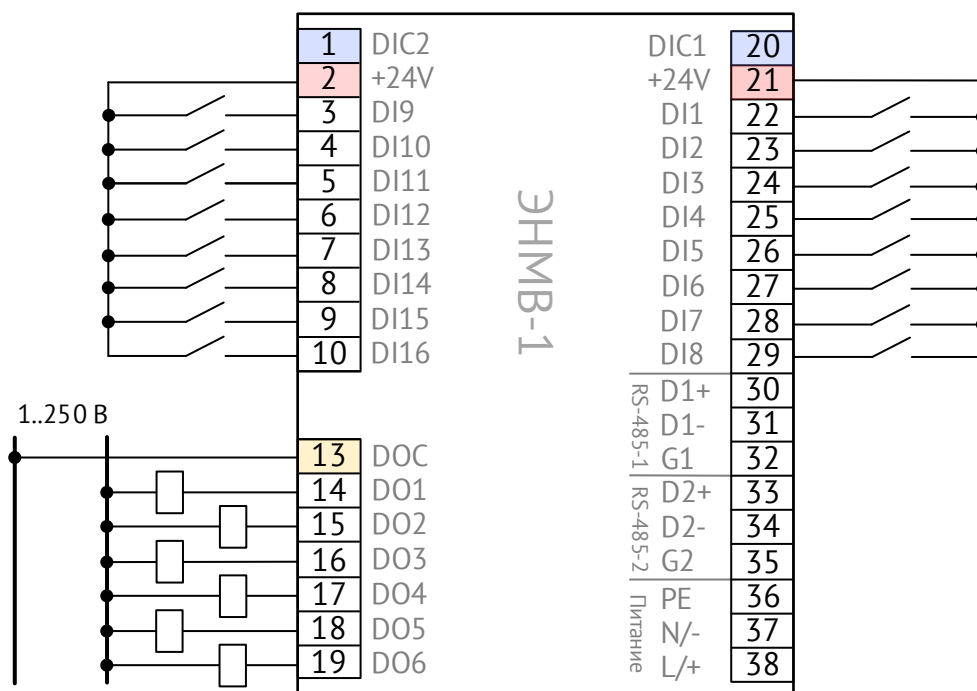 1 DIC2
2 +24V
3 DI9
4 DI10
5 DI11
6 DI12
7 DI13
8 DI14
9 DI15
10 DI16
1..250 В
13 DOC
14 DO1
15 DO2
16 DO3
17 DO4
18 DO5
19 DO6
ЭНМВ-1
DIC1 20
+24V 21
DI1 22
DI2 23
DI3 24
DI4 25
DI5 26
DI6 27
DI7 28
DI8 29
RS-485-1
D1+ 30
D1- 31
G1 32
RS-485-2
D2+ 33
D2- 34
G2 35
Питание
PE 36
N/- 37
L/+ 38